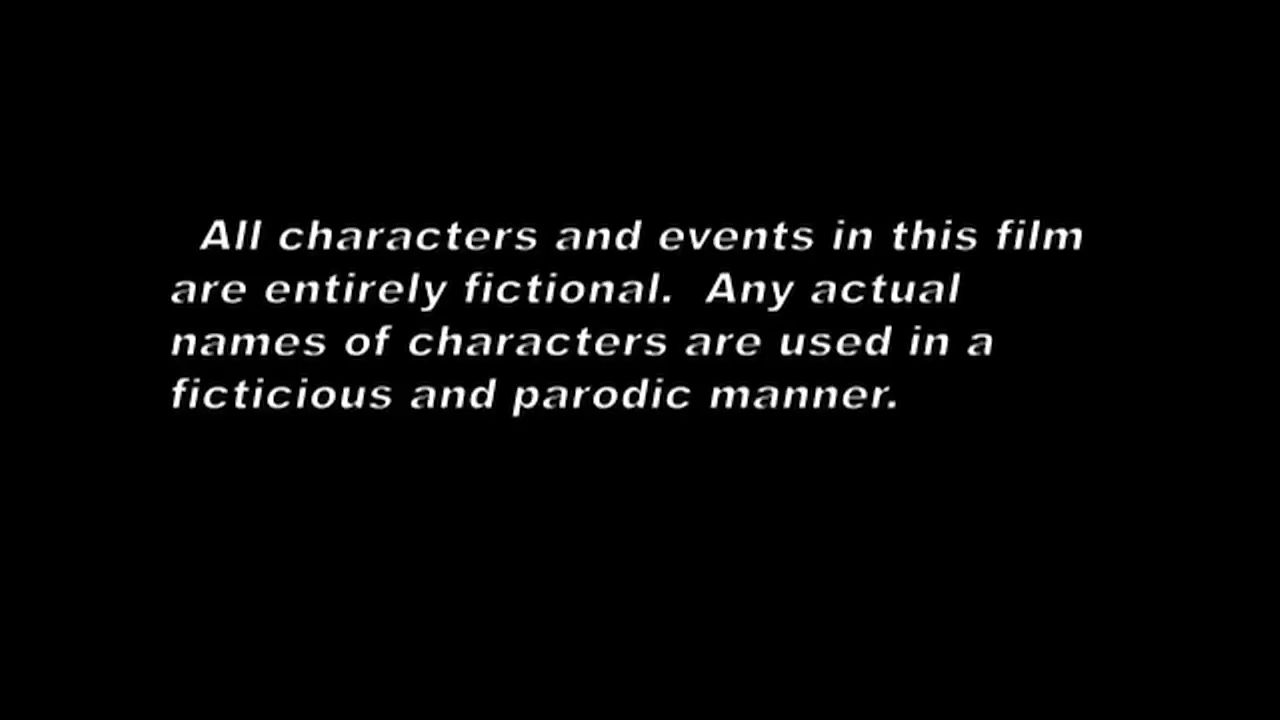 All characters and events in this film
are entirely fictional.  Any actual
names of characters are used in a
ficticious and parodic manner.